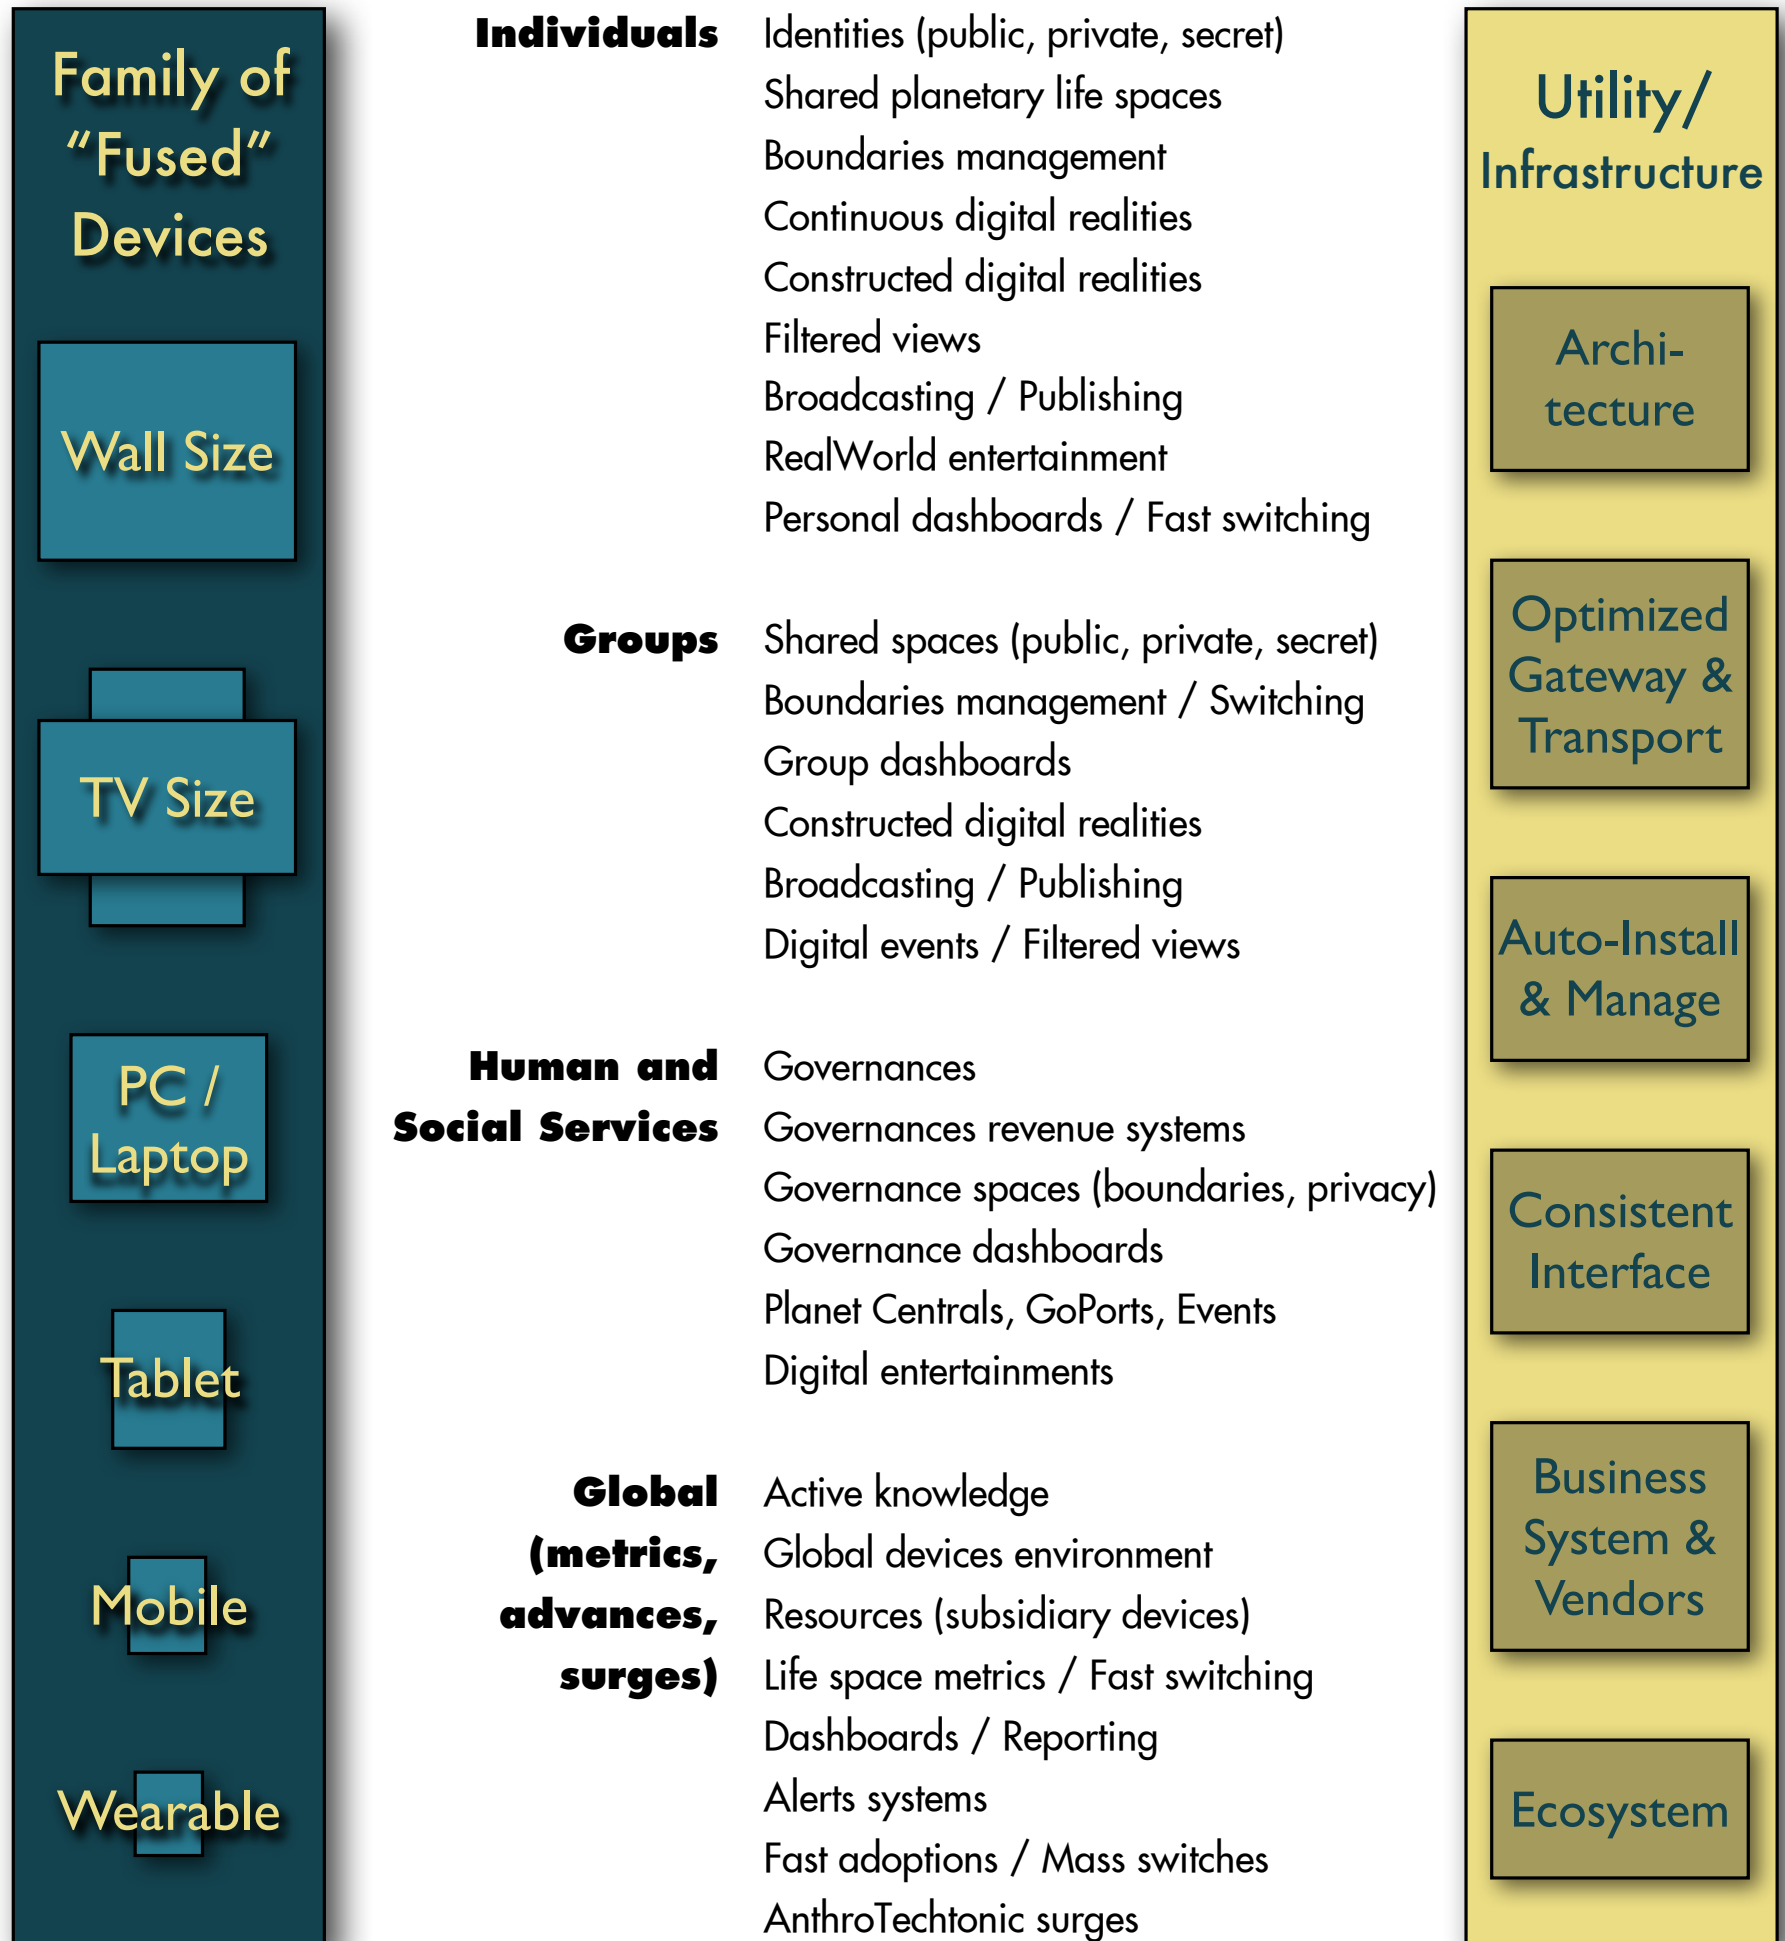 Family of
“Fused”
Devices
Wall Size
TV Size
PC /
Laptop
Tablet
Mobile
Wearable
Individuals
Identities (public, private, secret)
Shared planetary life spaces
Boundaries management
Continuous digital realities
Constructed digital realities
Filtered views
Broadcasting / Publishing
RealWorld entertainment
Personal dashboards / Fast switching
Groups
Shared spaces (public, private, secret)
Boundaries management / Switching
Group dashboards
Constructed digital realities
Broadcasting / Publishing
Digital events / Filtered views
Human and
Social Services
Governances
Governances revenue systems
Governance spaces (boundaries, privacy)
Governance dashboards
Planet Centrals, GoPorts, Events
Digital entertainments
Global
(metrics,
advances,
surges)
Active knowledge
Global devices environment
Resources (subsidiary devices)
Life space metrics / Fast switching
Dashboards / Reporting
Alerts systems
Fast adoptions / Mass switches
AnthroTechtonic surges
Utility/
Infrastructure
Archi-
tecture
Optimized
Gateway &
Transport
Auto-Install
& Manage
Consistent
Interface
Business
System &
Vendors
Ecosystem